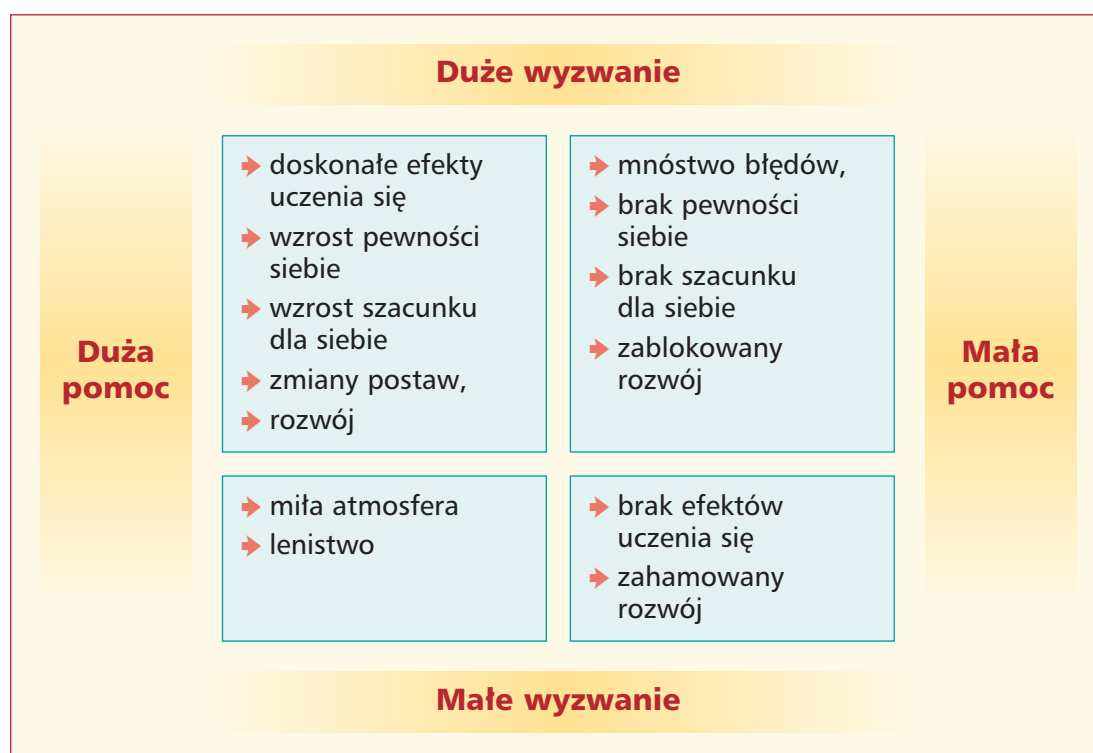 Duże wyzwanie
Duża
pomoc
doskonałe efekty
uczenia się
wzrost pewności
siebie
wzrost szacunku
dla siebie
zmiany postaw,
rozwój
mnóstwo błędów,
brak pewności
siebie
brak szacunku
dla siebie
zablokowany
rozwój
Mała
pomoc
miła atmosfera
lenistwo
brak efektów
uczenia się
zahamowany
rozwój
Małe wyzwanie